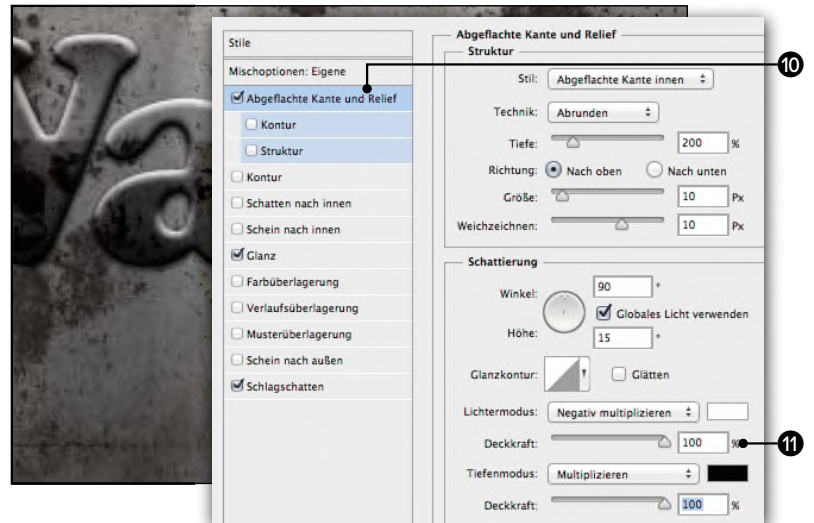 Va
Stile
Mischoptionen: Eigene
Abgeflachte Kante und Relief
Kontur
Struktur
Kontur
Schatten nach innen
Schein nach innen
Glanz
Farbüberlagerung
Verlaufsüberlagerung
Musterüberlagerung
Schein nach außen
Schlagschatten
Abgeflachte Kante und Relief
Struktur
Stil: Abgeflachte Kante innen
Technik: Abrunden
Tiefe: 200 %
Richtung: Nach oben Nach unten
Größe: 10 Px
Weichzeichnen: 10 Px
Schattierung
Winkel: 90 °
Globales Licht verwenden
Höhe: 15 °
Glanzkontur: Glätten
Lichtermodus: Negativ multiplizieren
Deckkraft: 100 %
Tiefenmodus: Multiplizieren
Deckkraft: 100 %
10
11